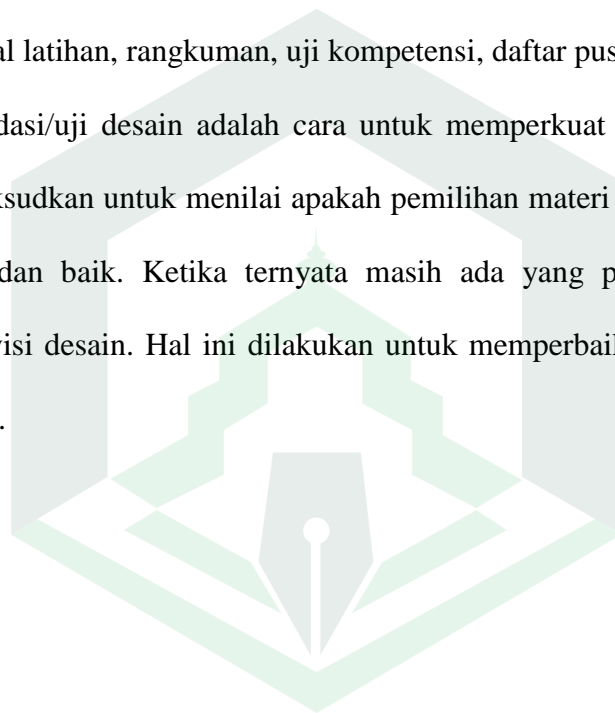 al latihan, rangkuman, uji kompetensi, daftar pus
dasi/uji desain adalah cara untuk memperkuat
ksudkan untuk menilai apakah pemilihan materi
dan baik. Ketika ternyata masih ada yang p
visi desain. Hal ini dilakukan untuk memperbaik
.